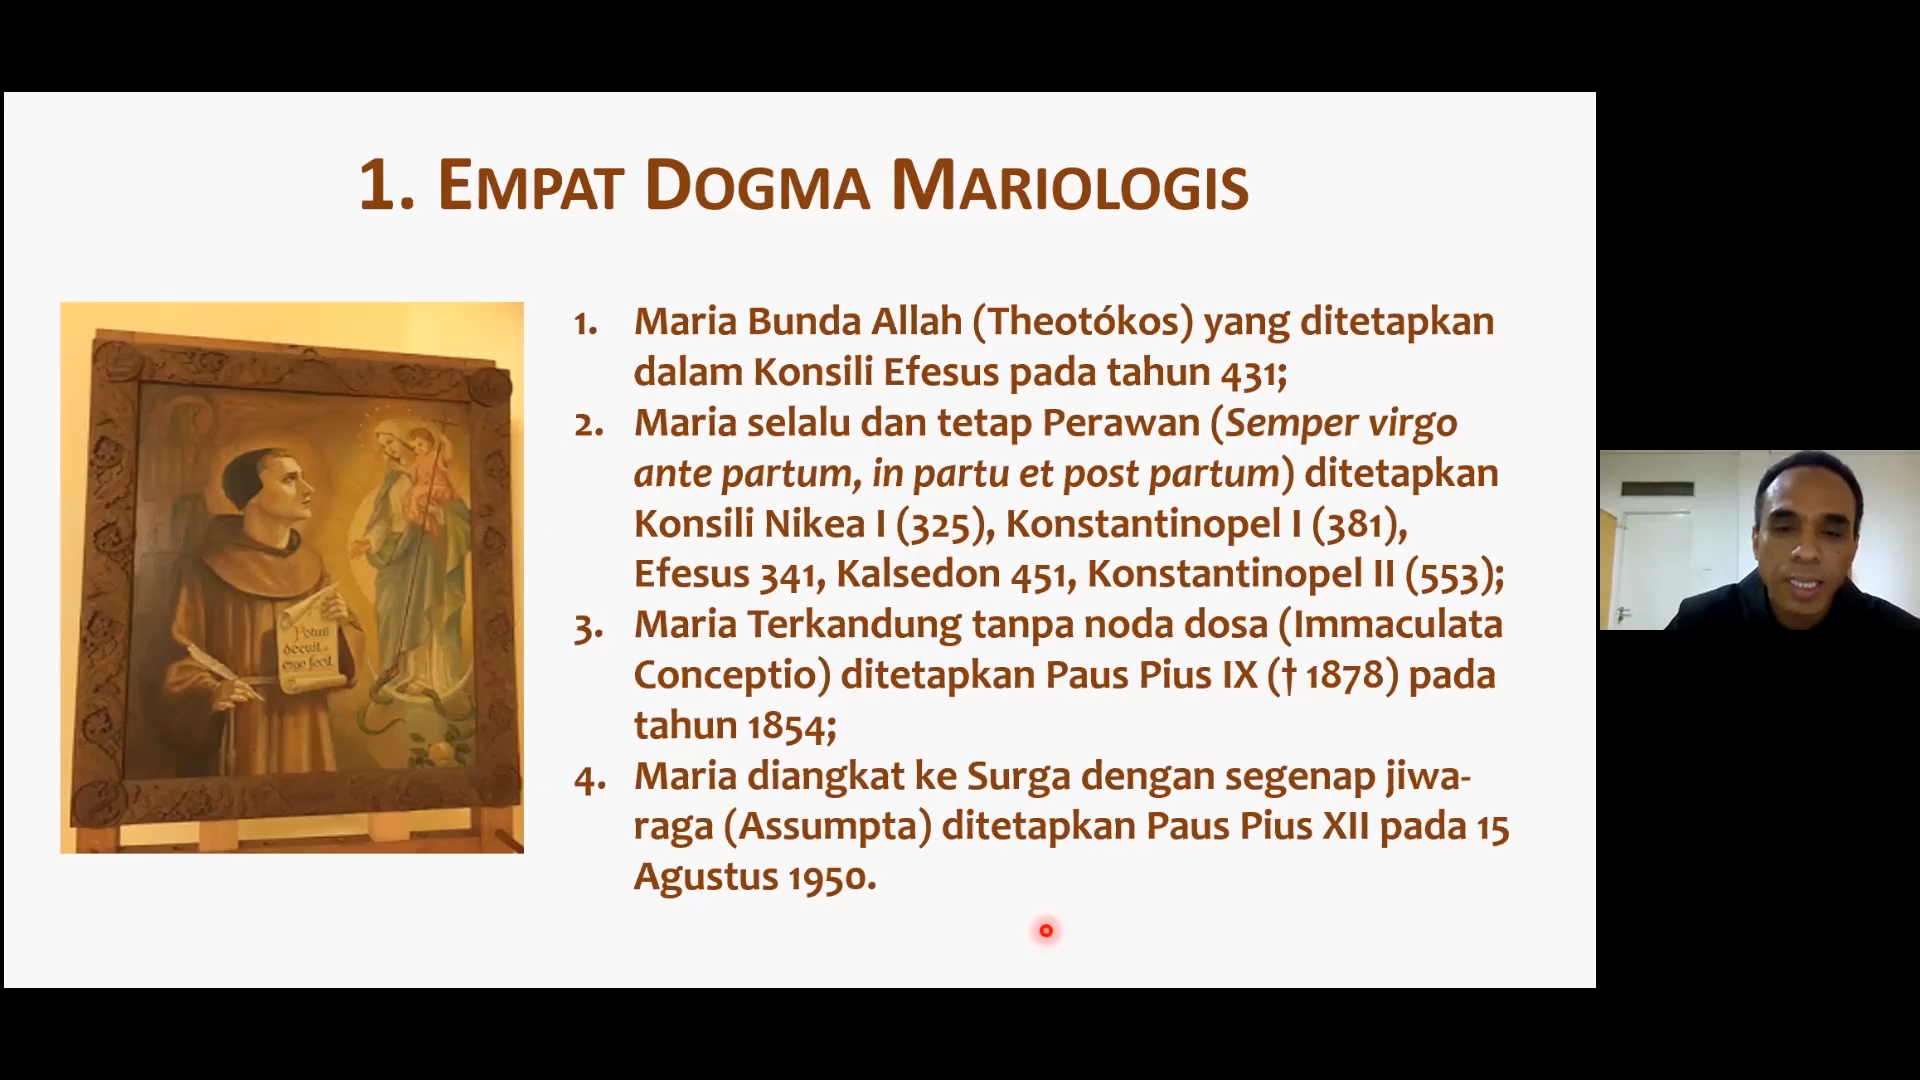 1. EMPAT DOGMA MARIOLOGIS
1. Maria Bunda Allah (Theotókos) yang ditetapkan
dalam Konsili Efesus pada tahun 431;
2. Maria selalu dan tetap Perawan (Semper virgo
ante partum, in partu et post partum) ditetapkan
Konsili Nikea I (325), Konstantinopel I (381),
Efesus 341, Kalsedon 451, Konstantinopel II (553);
3. Maria Terkandung tanpa noda dosa (Immaculata
Conceptio) ditetapkan Paus Pius IX († 1878) pada
tahun 1854;
4. Maria diangkat ke Surga dengan segenap jiwa-
raga (Assumpta) ditetapkan Paus Pius XII pada 15
Agustus 1950.
Potuit
decuit..
ergo fecit